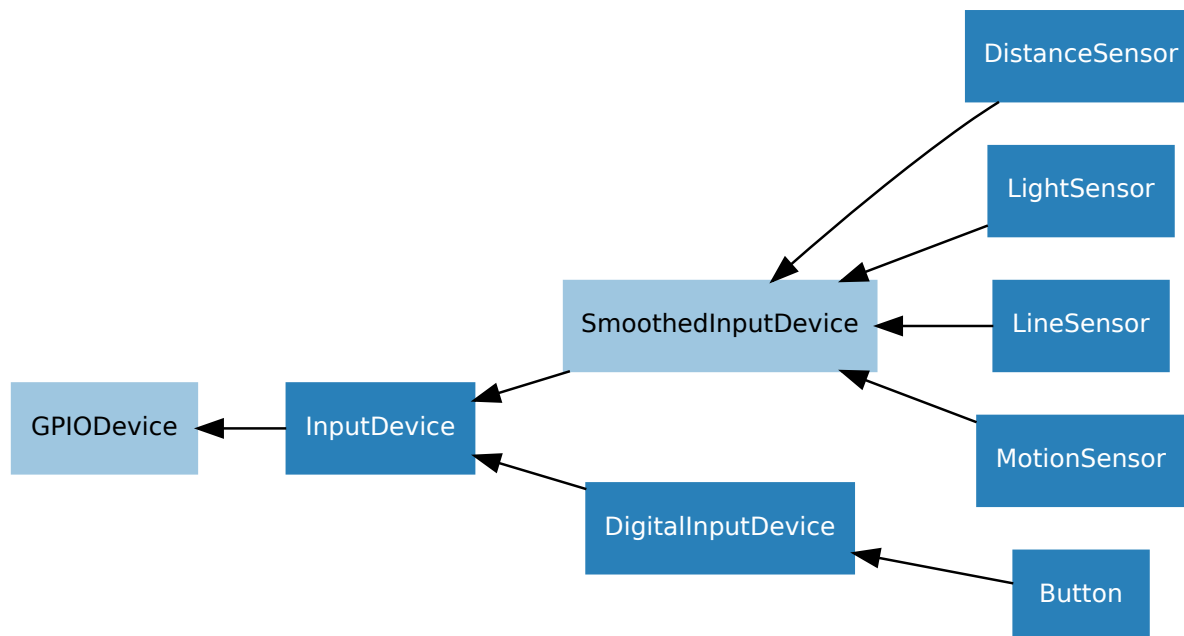 DistanceSensor
LightSensor
SmoothedInputDevice
LineSensor
GPIODevice
InputDevice
MotionSensor
DigitalInputDevice
Button